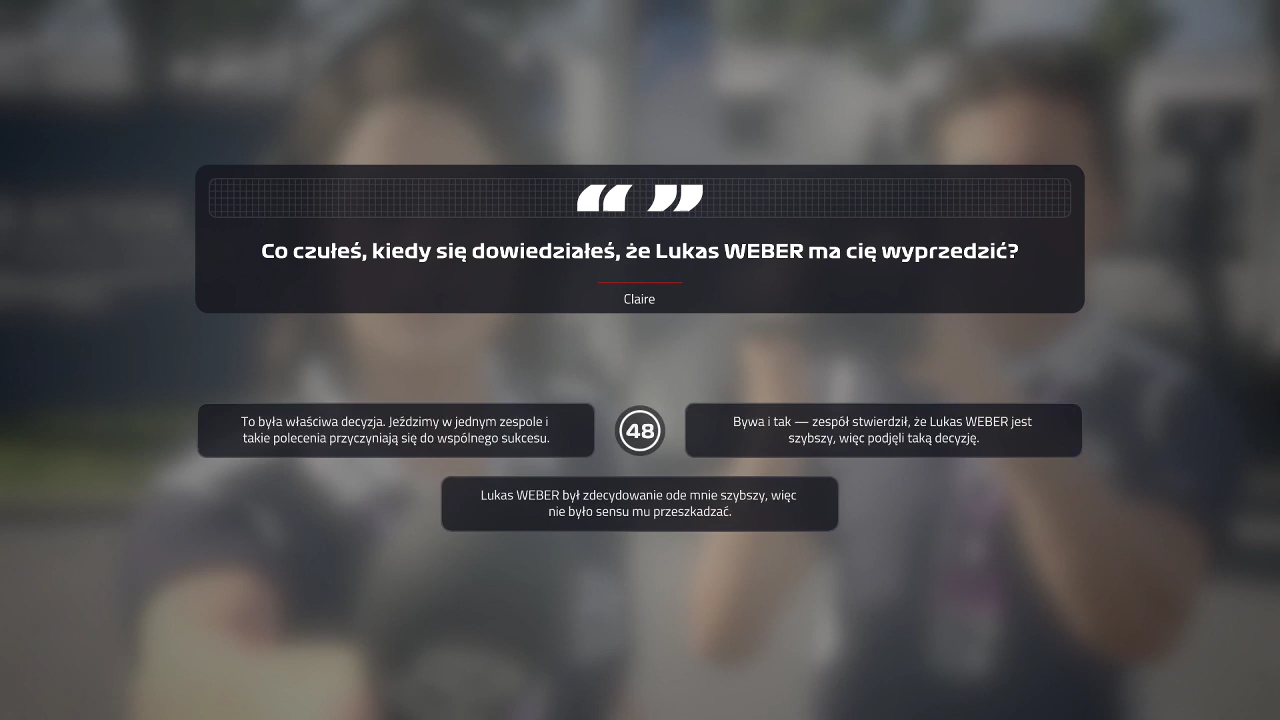 “ ”
Co czułeś, kiedy się dowiedziałeś, że Lukas WEBER ma cię wyprzedzić?
Claire
To była właściwa decyzja. Jeździmy w jednym zespole i
takie polecenia przyczyniają się do wspólnego sukcesu.
48
Bywa i tak — zespół stwierdził, że Lukas WEBER jest
szybszy, więc podjęli taką decyzję.
Lukas WEBER był zdecydowanie ode mnie szybszy, więc
nie było sensu mu przeszkadzać.